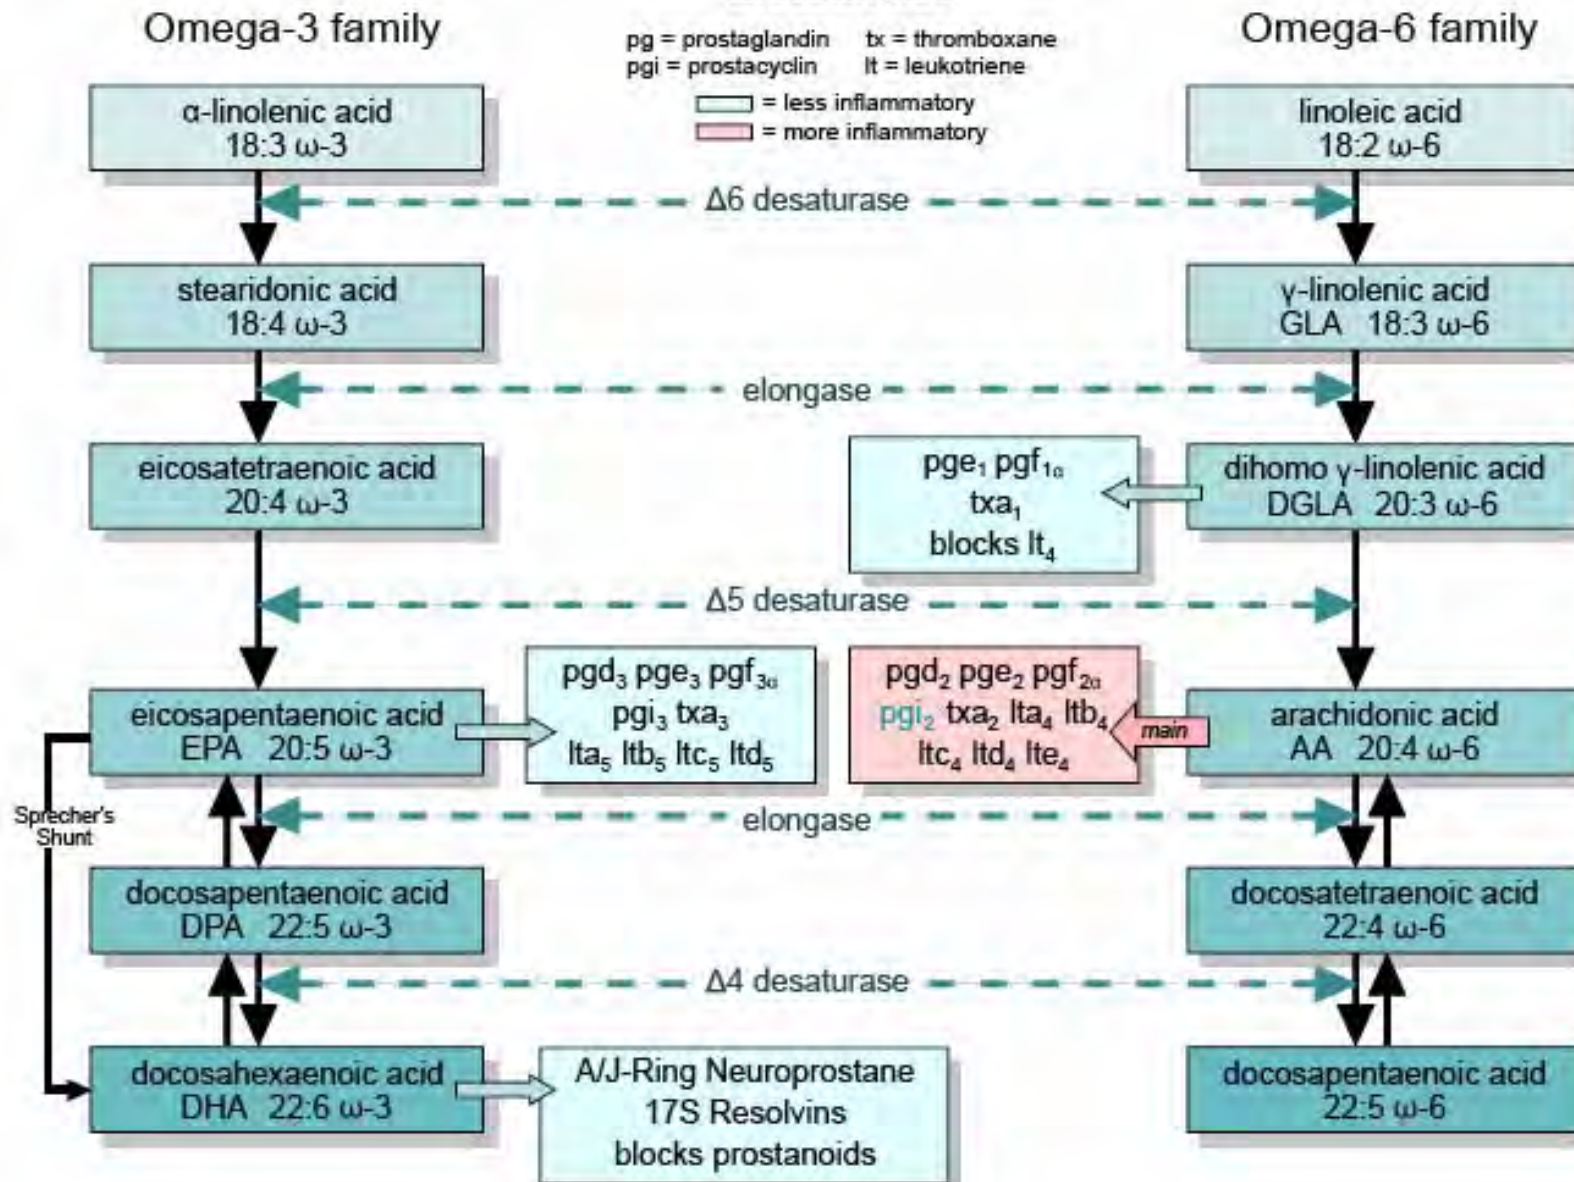 Omega-3 family
Omega-6 family
pg = prostaglandin tx = thromboxane
pgi = prostacyclin lt = leukotriene
= less inflammatory
= more inflammatory
α-linolenic acid
18:3 ω-3
linoleic acid
18:2 ω-6
Δ6 desaturase
stearidonic acid
18:4 ω-3
γ-linolenic acid
GLA 18:3 ω-6
elongase
eicosatetraenoic acid
20:4 ω-3
pge₁ pgf₁α
txa₁
blocks lt₄
dihomo γ-linolenic acid
DGLA 20:3 ω-6
Δ5 desaturase
eicosapentaenoic acid
EPA 20:5 ω-3
pgd₃ pge₃ pgf₃α
pgi₃ txa₃
lta₅ ltb₅ ltc₅ ltd₅
pgd₂ pge₂ pgf₂α
pgi₂ txa₂ lta₄ ltb₄
ltc₄ ltd₄ lte₄
main
arachidonic acid
AA 20:4 ω-6
Sprecher's
Shunt
elongase
docosapentaenoic acid
DPA 22:5 ω-3
docosatetraenoic acid
22:4 ω-6
Δ4 desaturase
docosahexaenoic acid
DHA 22:6 ω-3
A/J-Ring Neuroprostane
17S Resolvins
blocks prostanoids
docosapentaenoic acid
22:5 ω-6